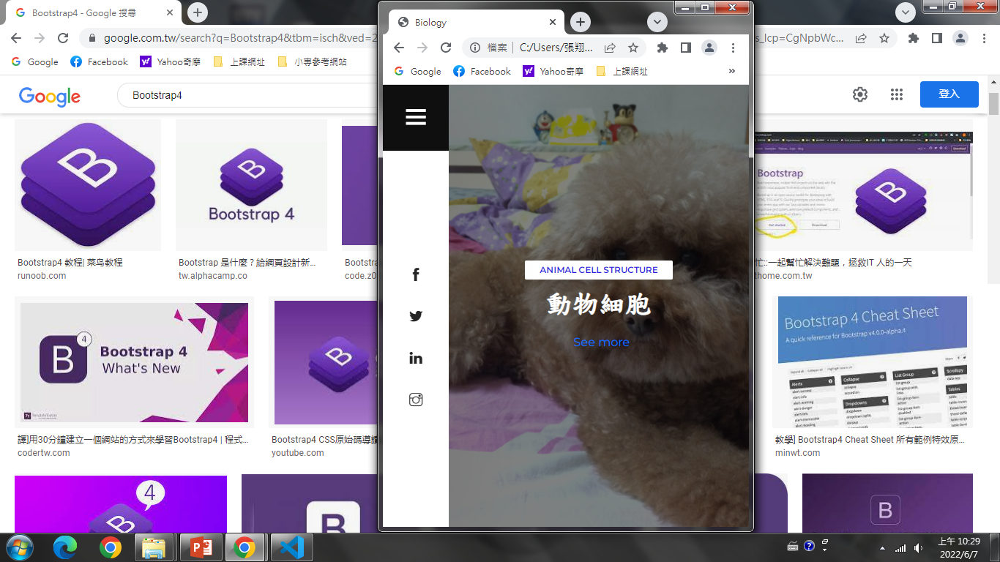 Bootstrap4 - Google 搜尋
google.com.tw/search?q=Bootstrap4&tbm=isch&ved=2
s_lcp=CgNpbWc...
Google
Facebook
Yahoo奇摩
上課網址
小專參考網站
Google
Bootstrap4
登入
Biology
檔案 | C:/Users/張翔...
Google
Facebook
Yahoo奇摩
上課網址
ANIMAL CELL STRUCTURE
動物細胞
See more
Bootstrap 4
Bootstrap
Get started
Download
Bootstrap4 教程| 菜鸟教程
runoob.com
Bootstrap 是什麼？給網頁設計新...
tw.alphacamp.co
Bootstra
code.z0
忙::一起幫忙解決難題，拯救IT 人的一天
thome.com.tw
B 4
Bootstrap 4
What's New
Bootstrap 4 Cheat Sheet
A quick reference for Bootstrap v4.0.0-alpha.4
Alerts
Collapse
List Group
Dropdowns
Tables
譯]用30分鐘建立一個網站的方式來學習Bootstrap4 | 程式...
codertw.com
Bootstrap4 CSS原始碼導讀
youtube.com
教學] Bootstrap4 Cheat Sheet 所有範例特效原...
minwt.com
4
B
B
上午 10:29
2022/6/7